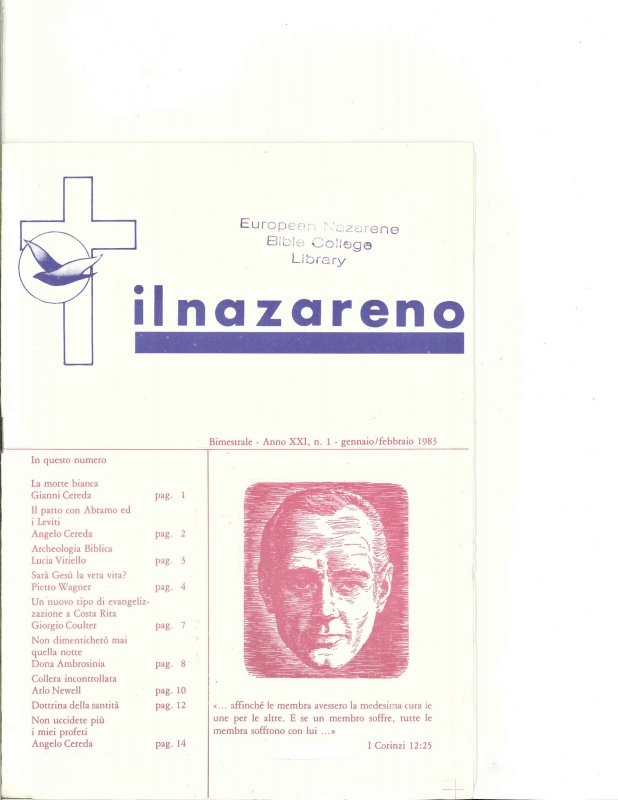 European Nazarene
Bible College
Library
il nazareno
Bimestrale - Anno XXI, n. 1 - gennaio/febbraio 1983
In questo numero
La morte bianca
Gianni Cereda pag. 1
Il patto con Abramo ed
i Leviti
Angelo Cereda pag. 2
Archeologia Biblica
Lucia Vitiello pag. 3
Sarà Gesù la vera vita?
Pietro Wagner pag. 4
Un nuovo tipo di evangeliz-
zazione a Costa Rita
Giorgio Coulter pag. 7
Non dimenticherò mai
quella notte
Dona Ambrosinia pag. 8
Collera incontrollata
Arlo Newell pag. 10
Dottrina della santità pag. 12
Non uccidete più
i miei profeti
Angelo Cereda pag. 14
«... affinché le membra avessero la medesima cura le
une per le altre. E se un membro soffre, tutte le
membra soffrono con lui ...»
I Corinzi 12:25